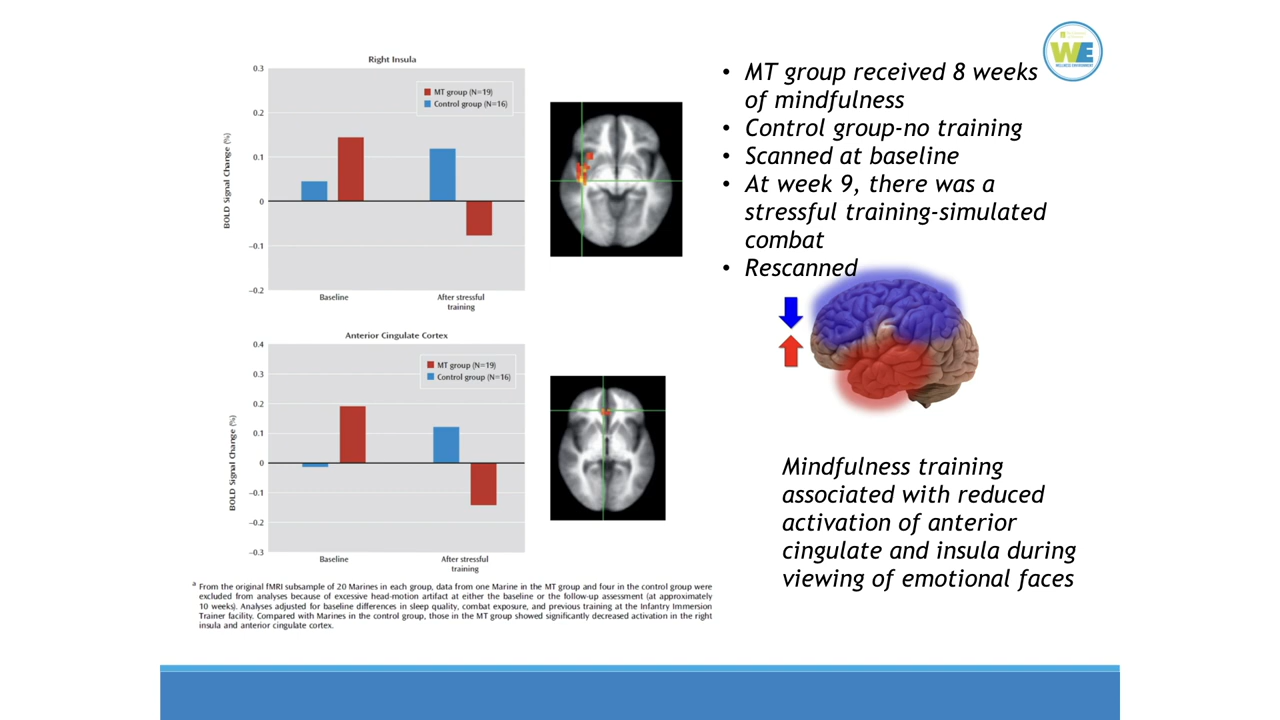 Right Insula
0.3
0.2
0.1
0
−0.1
−0.2
BOLD Signal Change (%)
MT group (N=19)
Control group (N=16)
Baseline
After stressful
training
Anterior Cingulate Cortex
0.4
0.3
0.2
0.1
0
−0.1
−0.2
−0.3
BOLD Signal Change (%)
MT group (N=19)
Control group (N=16)
Baseline
After stressful
training
a From the original fMRI subsample of 20 Marines in each group, data from one Marine in the MT group and four in the control group were
excluded from analyses because of excessive head-motion artifact at either the baseline or the follow-up assessment (at approximately
10 weeks). Analyses adjusted for baseline differences in sleep quality, combat exposure, and previous training at the Infantry Immersion
Trainer facility. Compared with Marines in the control group, those in the MT group showed significantly decreased activation in the right
insula and anterior cingulate cortex.
WE
WELLNESS ENVIRONMENT
• MT group received 8 weeks
of mindfulness
• Control group-no training
• Scanned at baseline
• At week 9, there was a
stressful training-simulated
combat
• Rescanned
Mindfulness training
associated with reduced
activation of anterior
cingulate and insula during
viewing of emotional faces